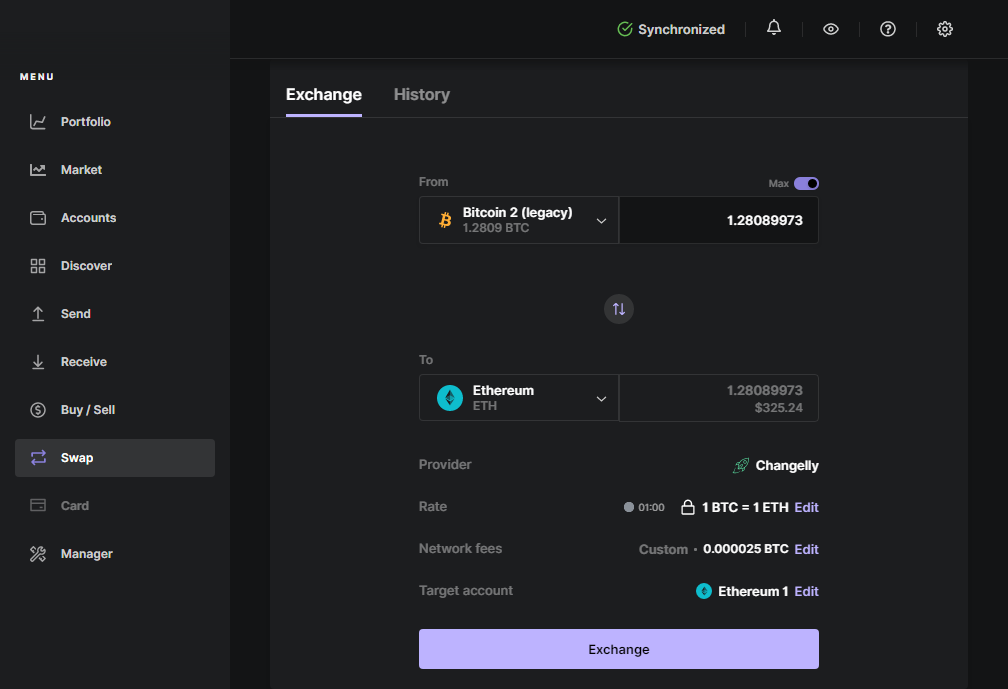 Synchronized
MENU
Portfolio
Market
Accounts
Discover
Send
Receive
Buy / Sell
Swap
Card
Manager
Exchange History
From Max
Bitcoin 2 (legacy)
1.2809 BTC
1.28089973
To
Ethereum
ETH
1.28089973
$325.24
Provider Changelly
Rate 01:00 1 BTC = 1 ETH Edit
Network fees Custom • 0.000025 BTC Edit
Target account Ethereum 1 Edit
Exchange